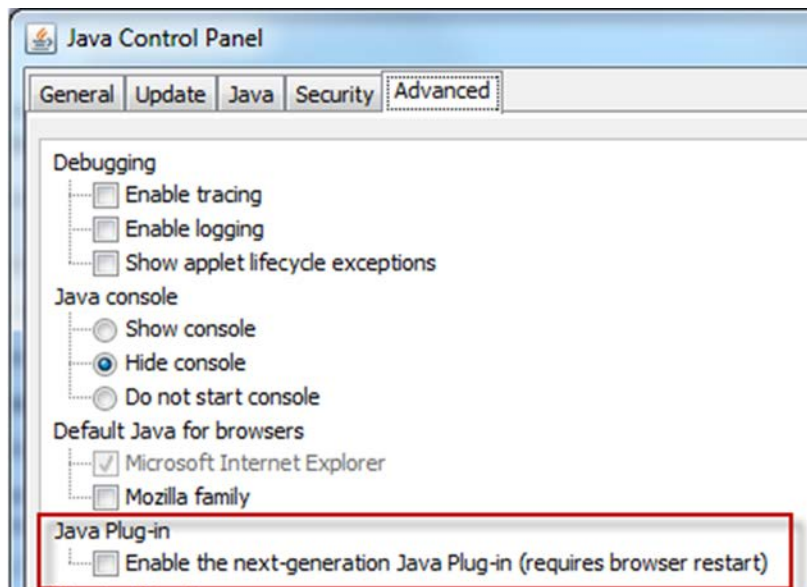 Java Control Panel
General Update Java Security Advanced
Debugging
Enable tracing
Enable logging
Show applet lifecycle exceptions
Java console
Show console
Hide console
Do not start console
Default Java for browsers
Microsoft Internet Explorer
Mozilla family
Java Plug-in
Enable the next-generation Java Plug-in (requires browser restart)